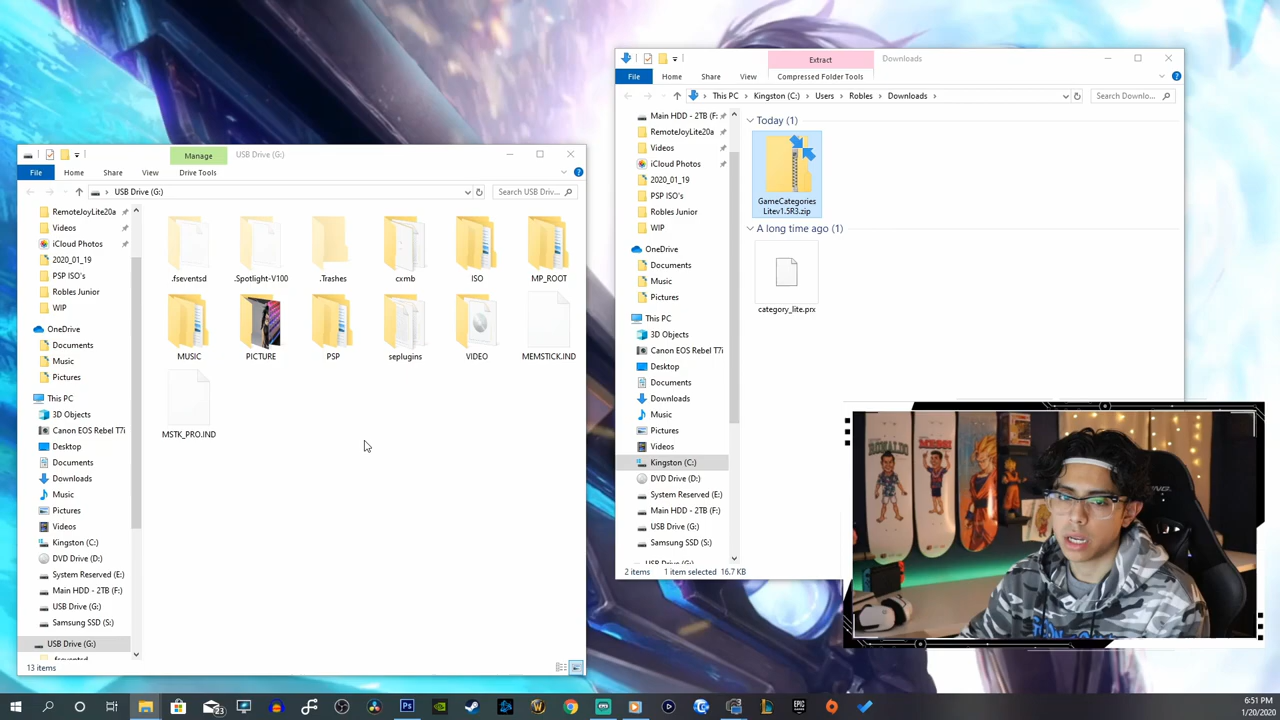 Manage
USB Drive (G:)
File
Home
Share
View
Drive Tools
USB Drive (G:)
Search USB Driv...
RemoteJoyLite20a
Videos
iCloud Photos
2020_01_19
PSP ISO's
Robles Junior
WIP
OneDrive
Documents
Music
Pictures
This PC
3D Objects
Canon EOS Rebel T7i
Desktop
Documents
Downloads
Music
Pictures
Videos
Kingston (C:)
DVD Drive (D:)
System Reserved (E:)
Main HDD - 2TB (F:)
USB Drive (G:)
Samsung SSD (S:)
USB Drive (G:)
.fseventsd
13 items
.fseventsd
.Spotlight-V100
.Trashes
cxmb
ISO
MP_ROOT
MUSIC
PICTURE
PSP
seplugins
VIDEO
MEMSTICK.IND
MSTK_PRO.IND
Extract
Downloads
File
Home
Share
View
Compressed Folder Tools
This PC
Kingston (C:)
Users
Robles
Downloads
Search Downlo...
Main HDD - 2TB (F:
RemoteJoyLite20a
Videos
iCloud Photos
2020_01_19
PSP ISO's
Robles Junior
WIP
OneDrive
Documents
Music
Pictures
This PC
3D Objects
Canon EOS Rebel T7i
Desktop
Documents
Downloads
Music
Pictures
Videos
Kingston (C:)
DVD Drive (D:)
System Reserved (E:)
Main HDD - 2TB (F:)
USB Drive (G:)
Samsung SSD (S:)
USB Drive (G:)
2 items
1 item selected 16.7 KB
Today (1)
GameCategories
Litev1.5R3.zip
A long time ago (1)
category_lite.prx
RONALDO
MESSI
23
EPIC
6:51 PM
1/20/2020